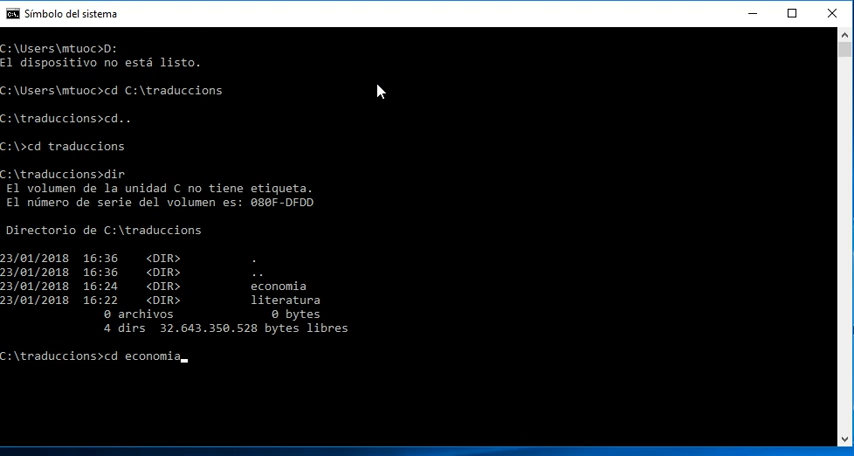 Símbolo del sistema
C:\Users\mtuoc>D:
El dispositivo no está listo.
C:\Users\mtuoc>cd C:\traduccions
C:\traduccions>cd..
C:\>cd traduccions
C:\traduccions>dir
El volumen de la unidad C no tiene etiqueta.
El número de serie del volumen es: 080F-DFDD
Directorio de C:\traduccions
23/01/2018  16:36    <DIR>          .
23/01/2018  16:36    <DIR>          ..
23/01/2018  16:24    <DIR>          economia
23/01/2018  16:22    <DIR>          literatura
0 archivos              0 bytes
4 dirs  32.643.350.528 bytes libres
C:\traduccions>cd economia